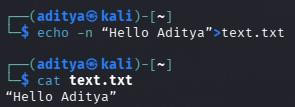 ┌──(aditya㉿kali)-[~]
└─$ echo -n “Hello Aditya”>text.txt
┌──(aditya㉿kali)-[~]
└─$ cat text.txt
“Hello Aditya”